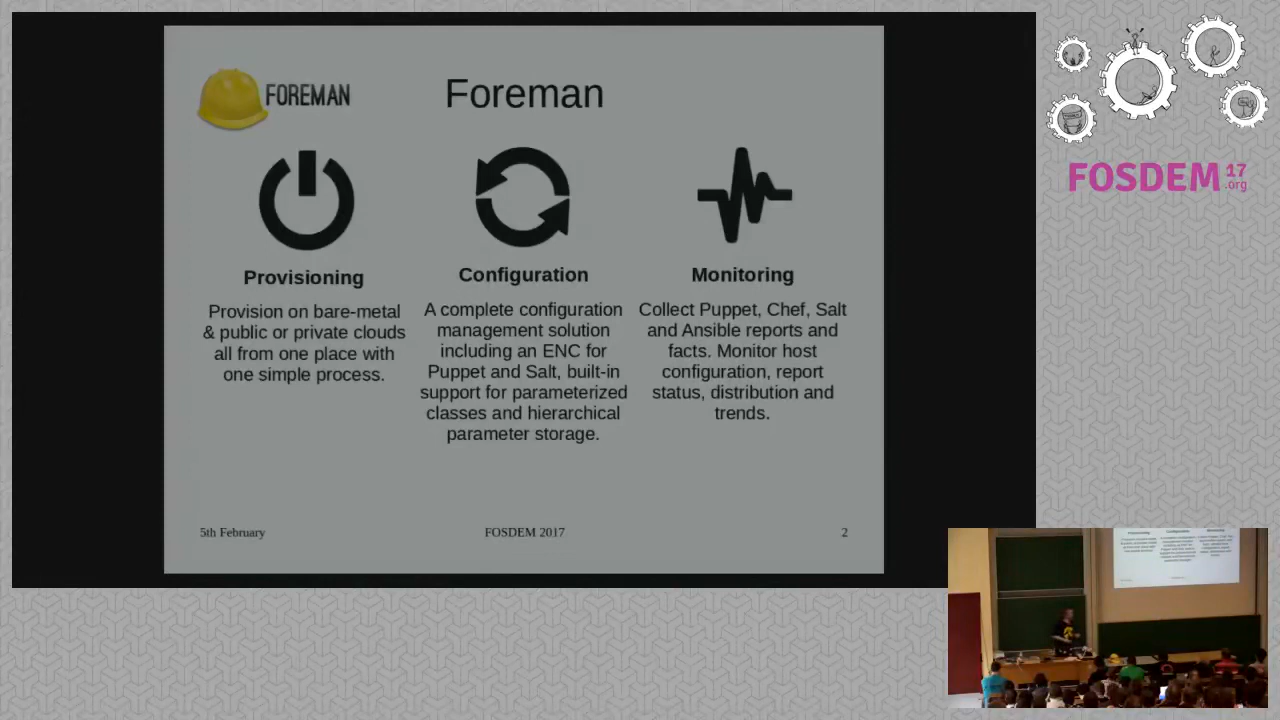 FOREMAN
Foreman
Provisioning
Provision on bare-metal
& public or private clouds
all from one place with
one simple process.
Configuration
A complete configuration
management solution
including an ENC for
Puppet and Salt, built-in
support for parameterized
classes and hierarchical
parameter storage.
Monitoring
Collect Puppet, Chef, Salt
and Ansible reports and
facts. Monitor host
configuration, report
status, distribution and
trends.
5th February
FOSDEM 2017
2
FOSDEM 17
.org